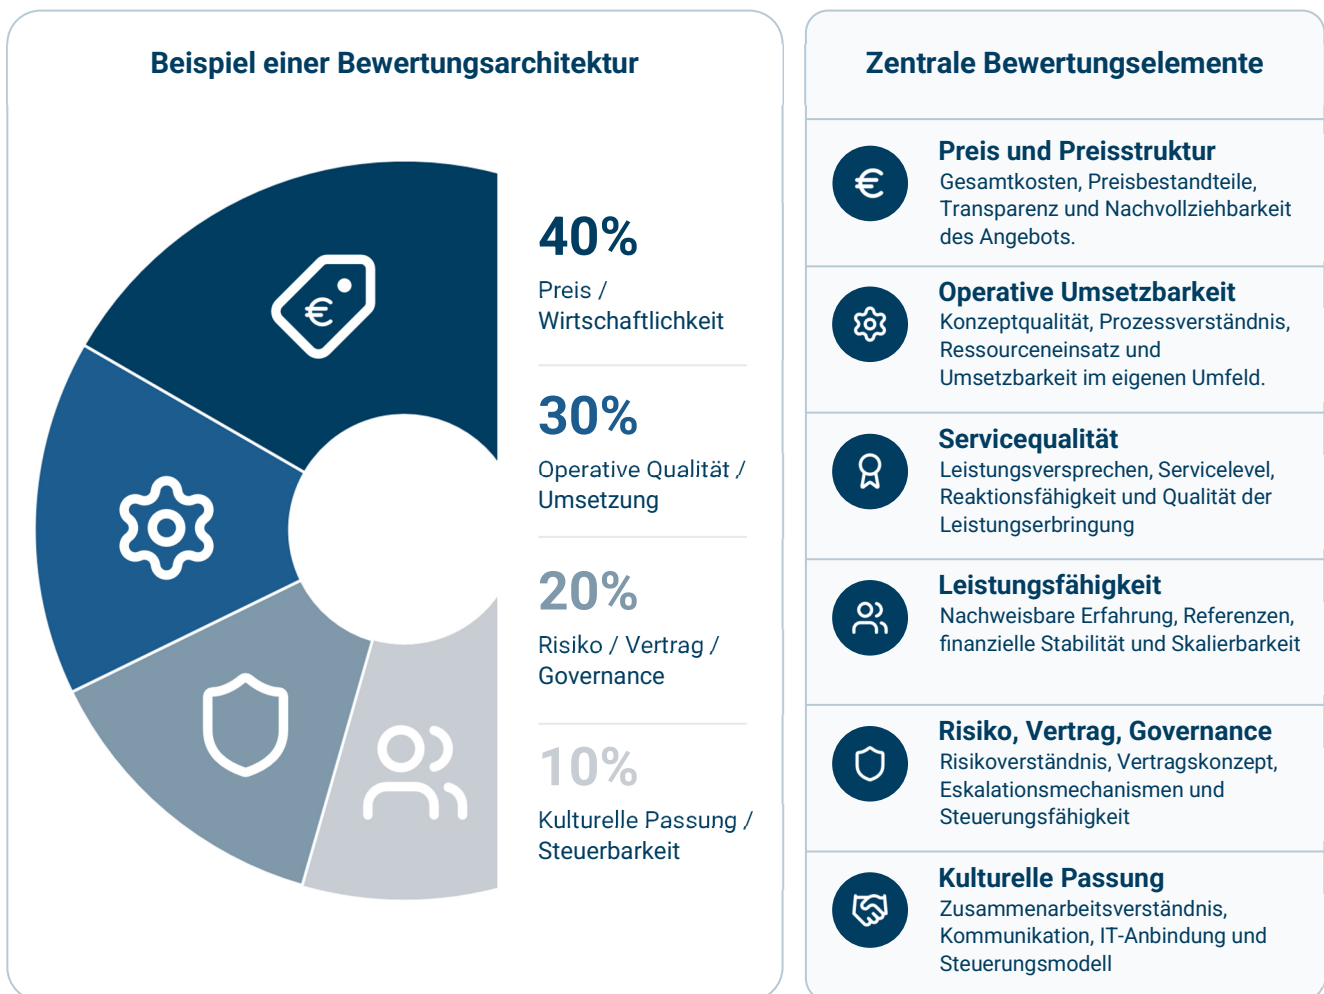 Beispiel einer Bewertungsarchitektur
€
40%
Preis /
Wirtschaftlichkeit
30%
Operative Qualität /
Umsetzung
20%
Risiko / Vertrag /
Governance
10%
Kulturelle Passung /
Steuerbarkeit
Zentrale Bewertungselemente
€
Preis und Preisstruktur
Gesamtkosten, Preisbestandteile,
Transparenz und Nachvollziehbarkeit
des Angebots.
Operative Umsetzbarkeit
Konzeptqualität, Prozessverständnis,
Ressourceneinsatz und
Umsetzbarkeit im eigenen Umfeld.
Servicequalität
Leistungsversprechen, Servicelevel,
Reaktionsfähigkeit und Qualität der
Leistungserbringung
Leistungsfähigkeit
Nachweisbare Erfahrung, Referenzen,
finanzielle Stabilität und Skalierbarkeit
Risiko, Vertrag, Governance
Risikoverständnis, Vertragskonzept,
Eskalationsmechanismen und
Steuerungsfähigkeit
Kulturelle Passung
Zusammenarbeitsverständnis,
Kommunikation, IT-Anbindung und
Steuerungsmodell